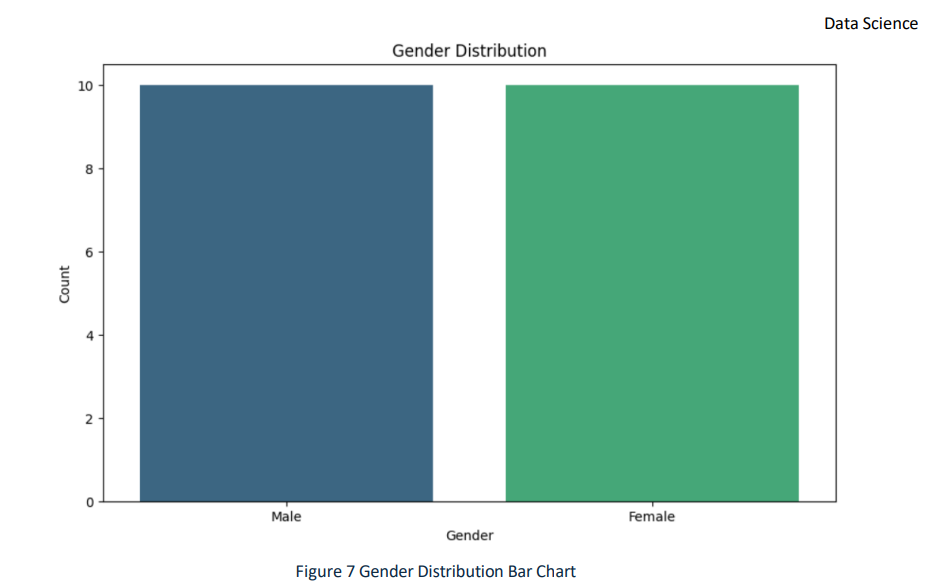 Data Science
Gender Distribution
10
8
6
4
2
0
Count
Male Female
Gender
Figure 7 Gender Distribution Bar Chart